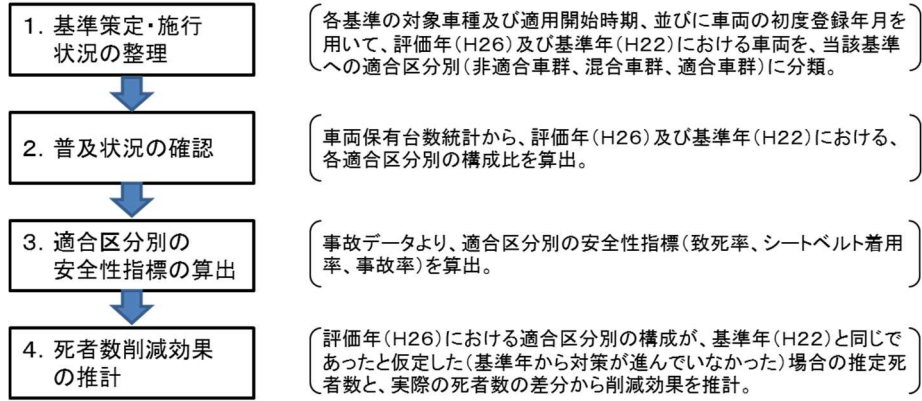 1．基準策定・施行
状況の整理
各基準の対象車種及び適用開始時期、並びに車両の初度登録年月を
用いて、評価年（H26）及び基準年（H22）における車両を、当該基準
への適合区分別（非適合車群、混合車群、適合車群）に分類。
2．普及状況の確認
車両保有台数統計から、評価年（H26）及び基準年（H22）における、
各適合区分別の構成比を算出。
3．適合区分別の
安全性指標の算出
事故データより、適合区分別の安全性指標（致死率、シートベルト着用
率、事故率）を算出。
4．死者数削減効果
の推計
評価年（H26）における適合区分別の構成が、基準年（H22）と同じで
あったと仮定した（基準年から対策が進んでいなかった）場合の推定死
者数と、実際の死者数の差分から削減効果を推計。